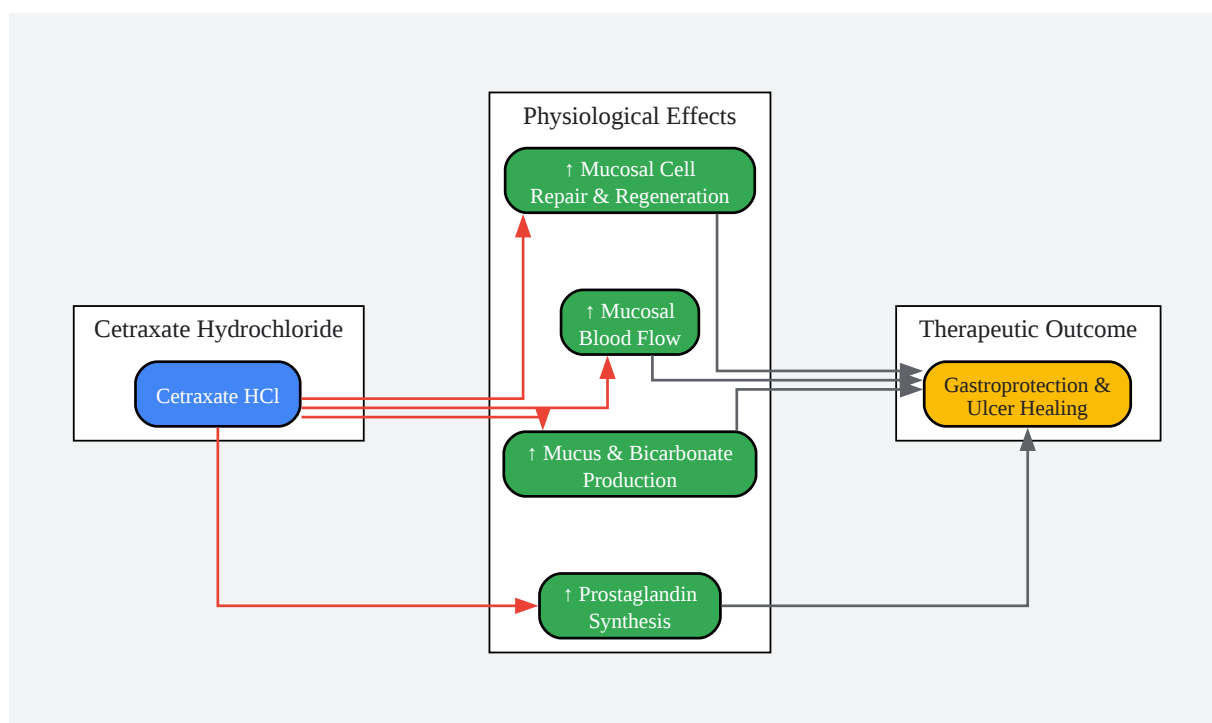 Cetraxate Hydrochloride
Cetraxate HCl
Physiological Effects
↑ Mucosal Cell
Repair & Regeneration
↑ Mucosal
Blood Flow
↑ Mucus & Bicarbonate
Production
↑ Prostaglandin
Synthesis
Therapeutic Outcome
Gastroprotection &
Ulcer Healing